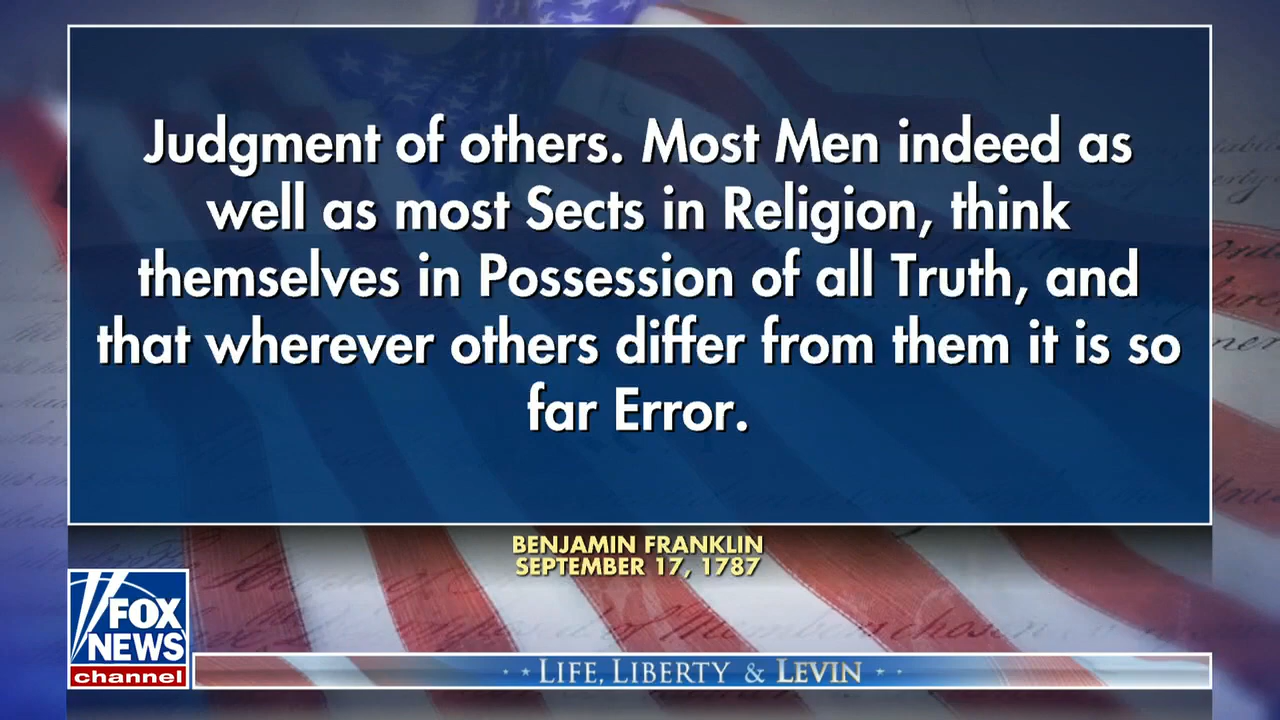 Judgment of others. Most Men indeed as
well as most Sects in Religion, think
themselves in Possession of all Truth, and
that wherever others differ from them it is so
far Error.
BENJAMIN FRANKLIN
SEPTEMBER 17, 1787
FOX
NEWS
channel
LIFE, LIBERTY & LEVIN